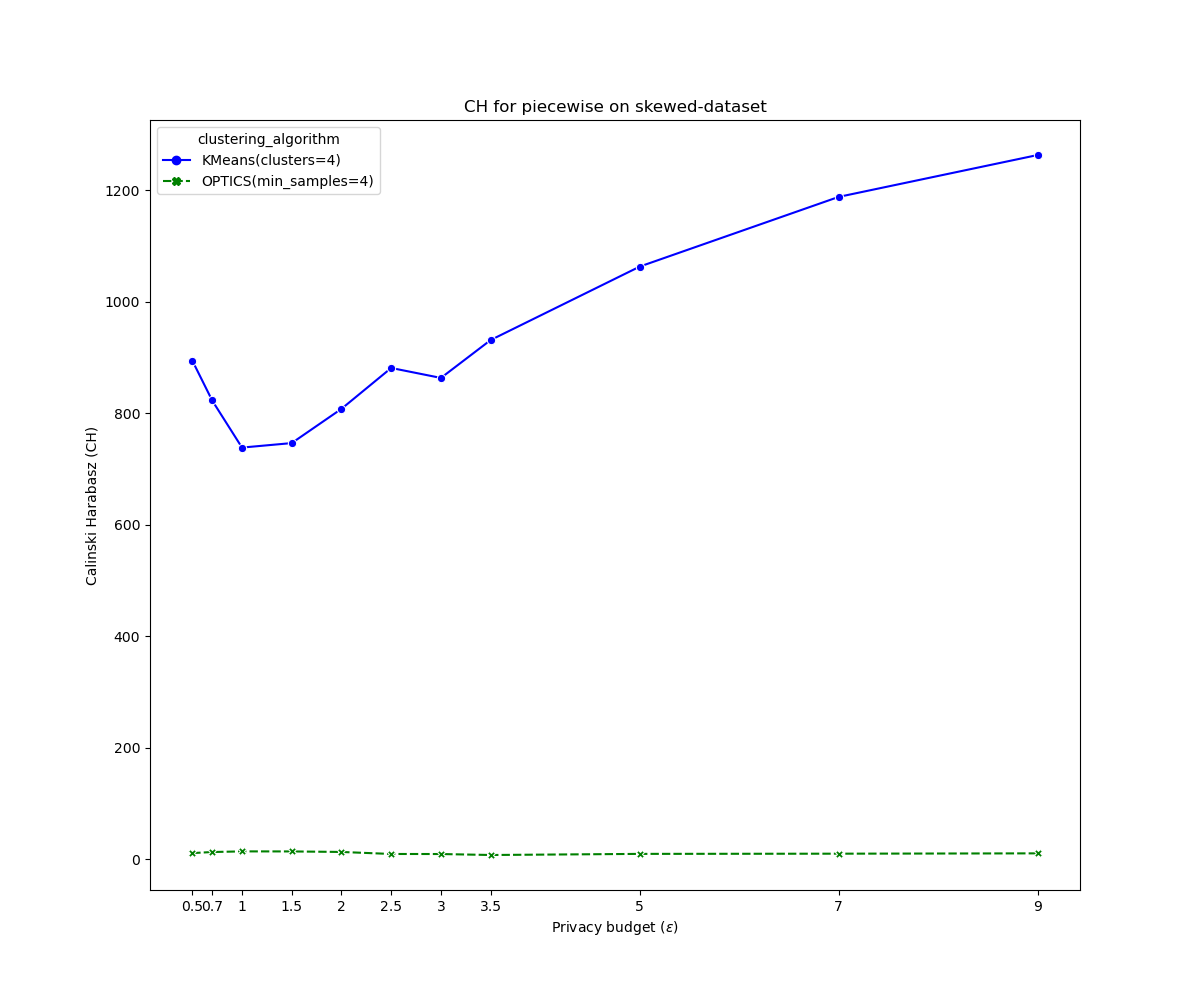 CH for piecewise on skewed-dataset
clustering_algorithm
KMeans(clusters=4)
OPTICS(min_samples=4)
1200
1000
800
600
400
200
0
Calinski Harabasz (CH)
0.5 0.7 1 1.5 2 2.5 3 3.5 5 7 9
Privacy budget (ε)